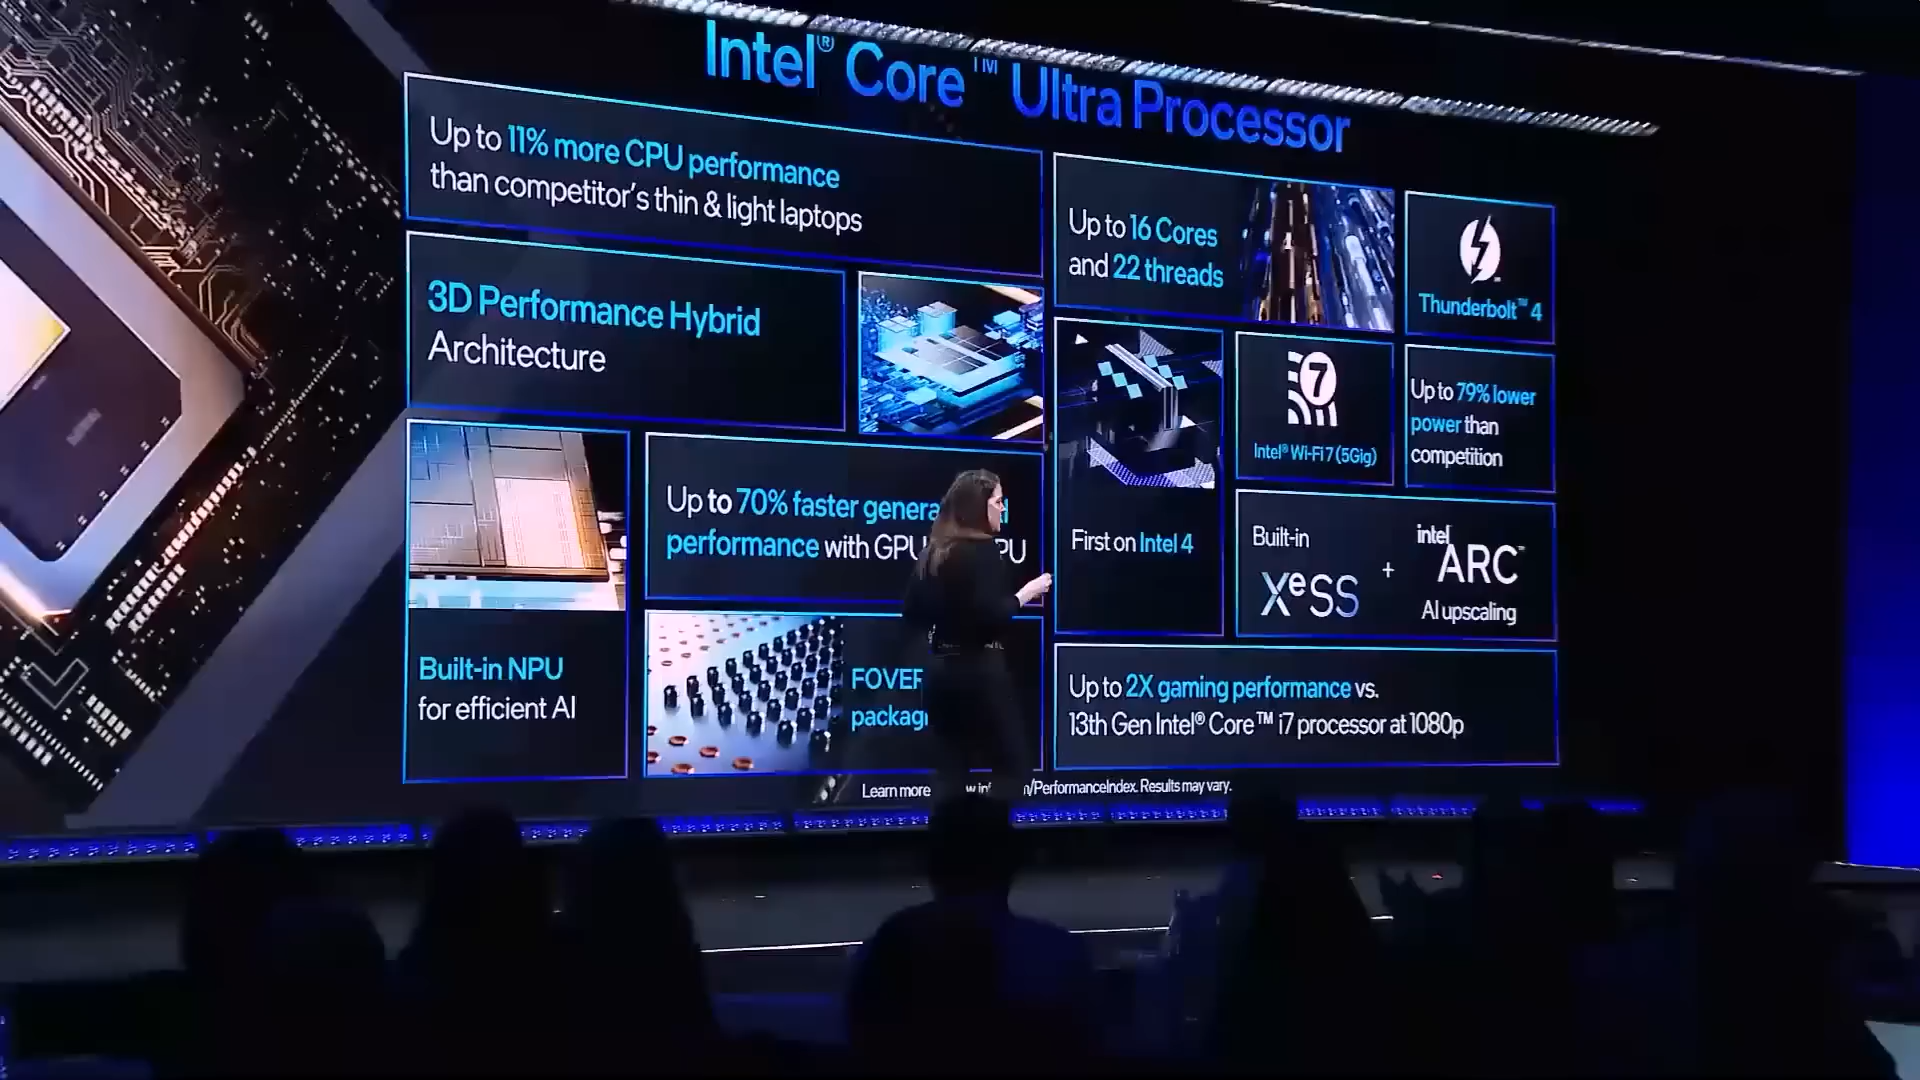 Intel® Core™ Ultra Processor
Up to 11% more CPU performance
than competitor's thin & light laptops
3D Performance Hybrid
Architecture
Built-in NPU
for efficient AI
Up to 70% faster
performance with GPU
Up to 16 Cores
and 22 threads
Thunderbolt™ 4
First on Intel 4
7
Intel® Wi-Fi 7 (5Gig)
Up to 79% lower
power than
competition
Built-in
XeSS
+
intel
ARC™
AI upscaling
Up to 2X gaming performance vs.
13th Gen Intel® Core™ i7 processor at 1080p
Learn more
/PerformanceIndex. Results may vary.